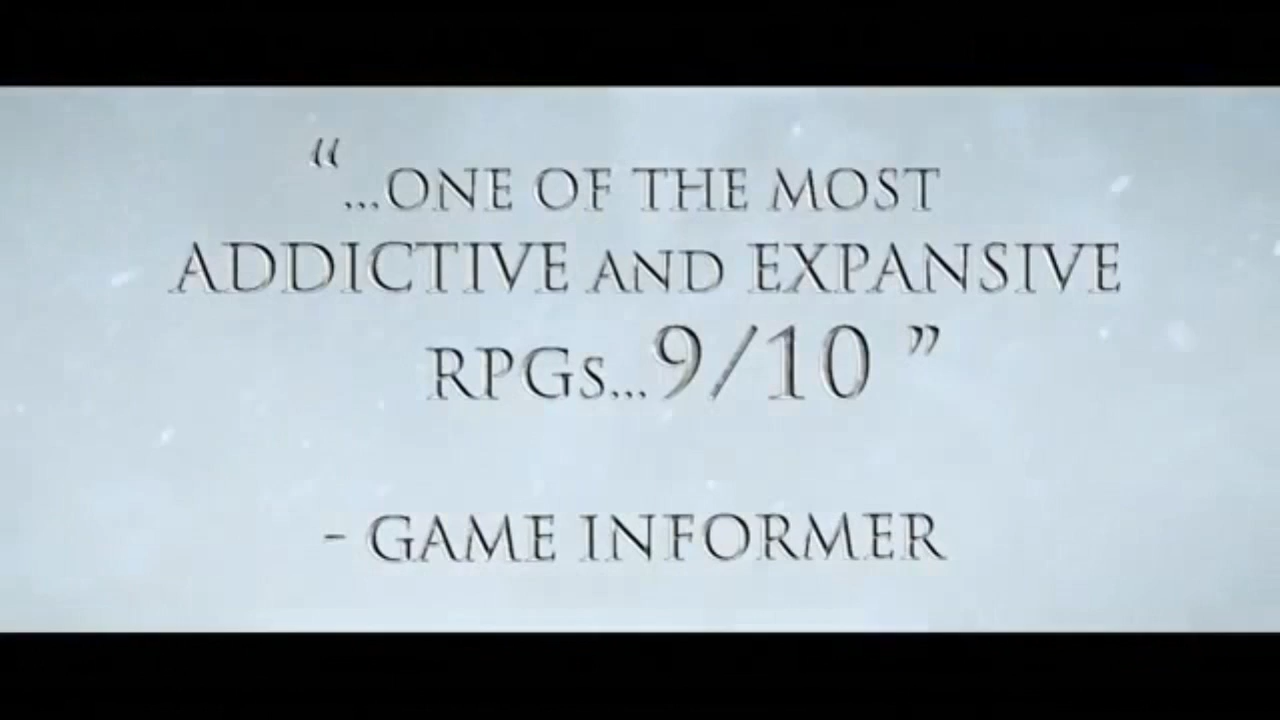 “...ONE OF THE MOST
ADDICTIVE AND EXPANSIVE
RPGs...9/10 ”
- GAME INFORMER